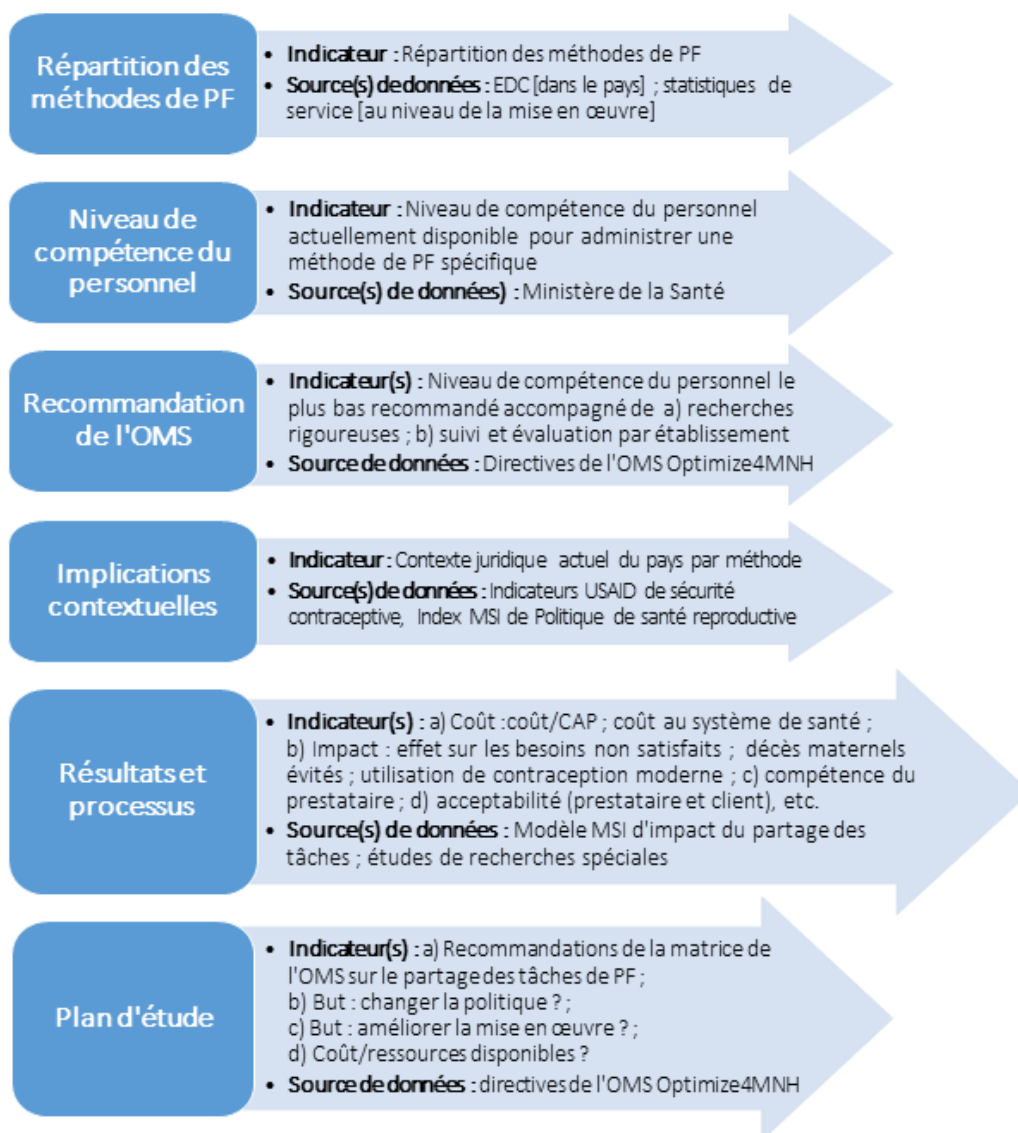 Répartition des
méthodes de PF
• Indicateur : Répartition des méthodes de PF
• Source(s) de données : EDC [dans le pays] ; statistiques de
service [au niveau de la mise en œuvre]
Niveau de
compétence du
personnel
• Indicateur : Niveau de compétence du personnel
actuellement disponible pour administrer une
méthode de PF spécifique
• Source(s) de données) : Ministère de la Santé
Recommandation
de l'OMS
• Indicateur(s) : Niveau de compétence du personnel le
plus bas recommandé accompagné de a) recherches
rigoureuses ; b) suivi et évaluation par établissement
• Source de données : Directives de l'OMS Optimize4MNH
Implications
contextuelles
• Indicateur : Contexte juridique actuel du pays par méthode
• Source(s) de données : Indicateurs USAID de sécurité
contraceptive, Index MSI de Politique de santé reproductive
Résultats et
processus
• Indicateur(s) : a) Coût :coût/CAP ; coût au système de santé ;
b) Impact : effet sur les besoins non satisfaits ; décès maternels
évités ; utilisation de contraception moderne ; c) compétence du
prestataire ; d) acceptabilité (prestataire et client), etc.
• Source(s) de données : Modèle MSI d'impact du partage des
tâches ; études de recherches spéciales
Plan d'étude
• Indicateur(s) : a) Recommandations de la matrice de
l'OMS sur le partage des tâches de PF ;
b) But : changer la politique ? ;
c) But : améliorer la mise en œuvre ? ;
d) Coût/ressources disponibles ?
• Source de données : directives de l'OMS Optimize4MNH